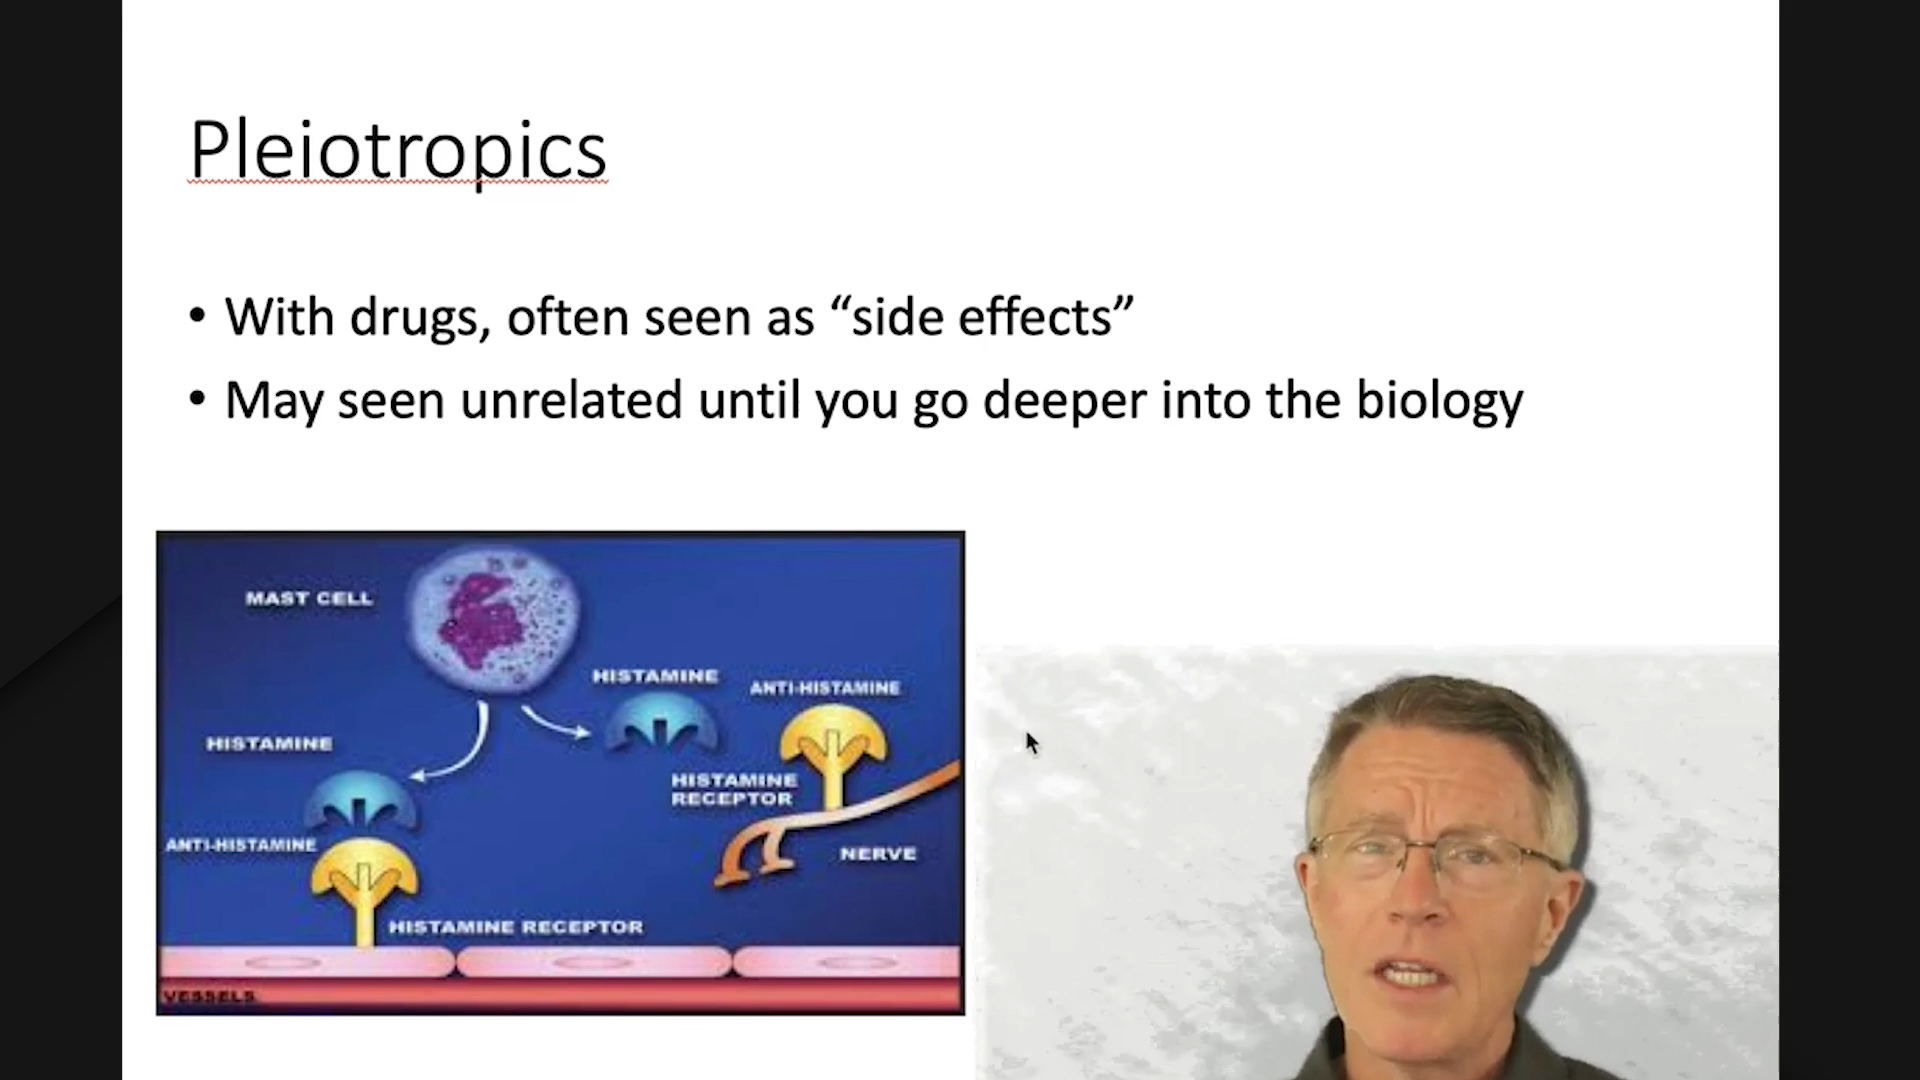 Pleiotropics
• With drugs, often seen as “side effects”
• May seen unrelated until you go deeper into the biology
MAST CELL
HISTAMINE
ANTI-HISTAMINE
HISTAMINE
HISTAMINE
RECEPTOR
ANTI-HISTAMINE
NERVE
HISTAMINE RECEPTOR
VESSELS